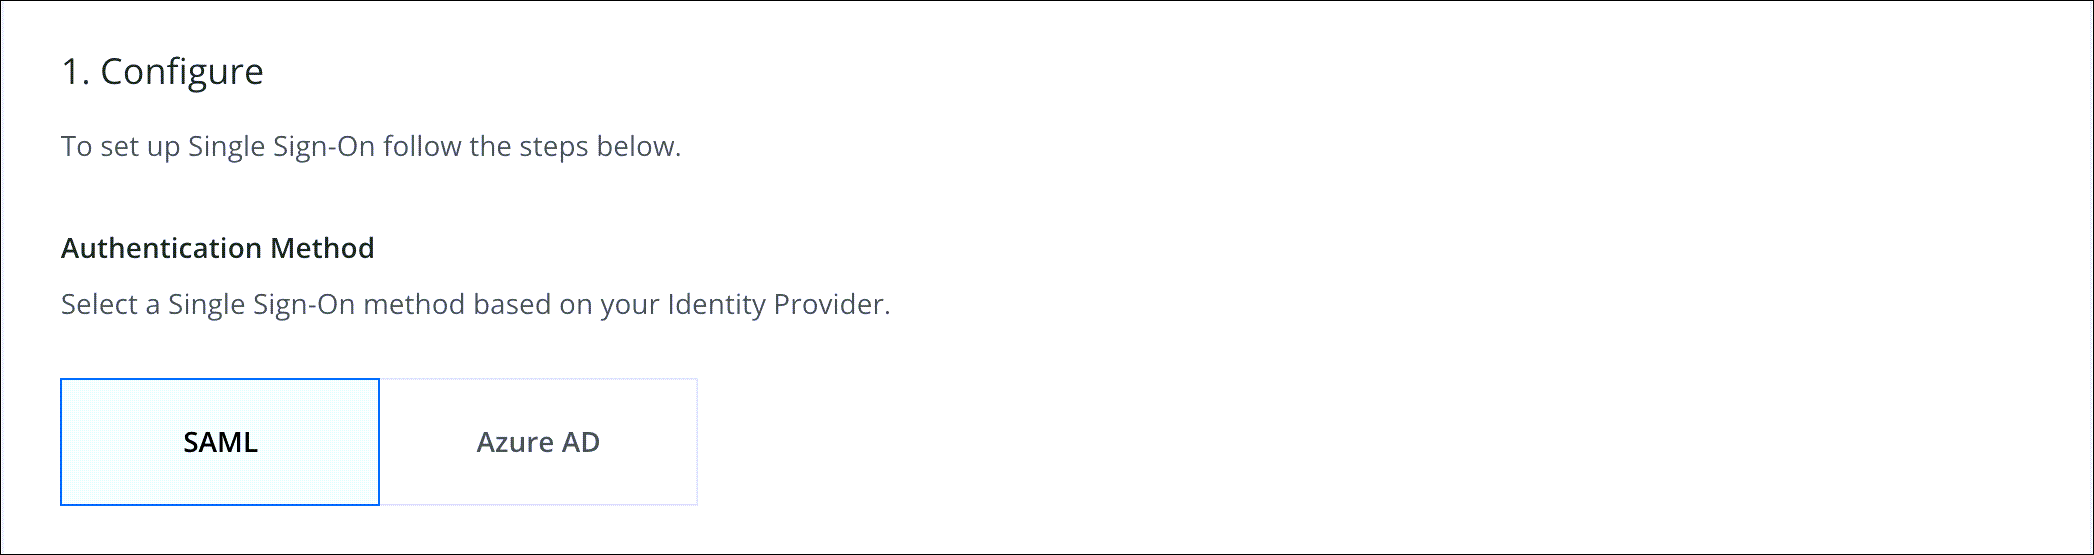 1. Configure
To set up Single Sign-On follow the steps below.
Authentication Method
Select a Single Sign-On method based on your Identity Provider.
SAML
Azure AD